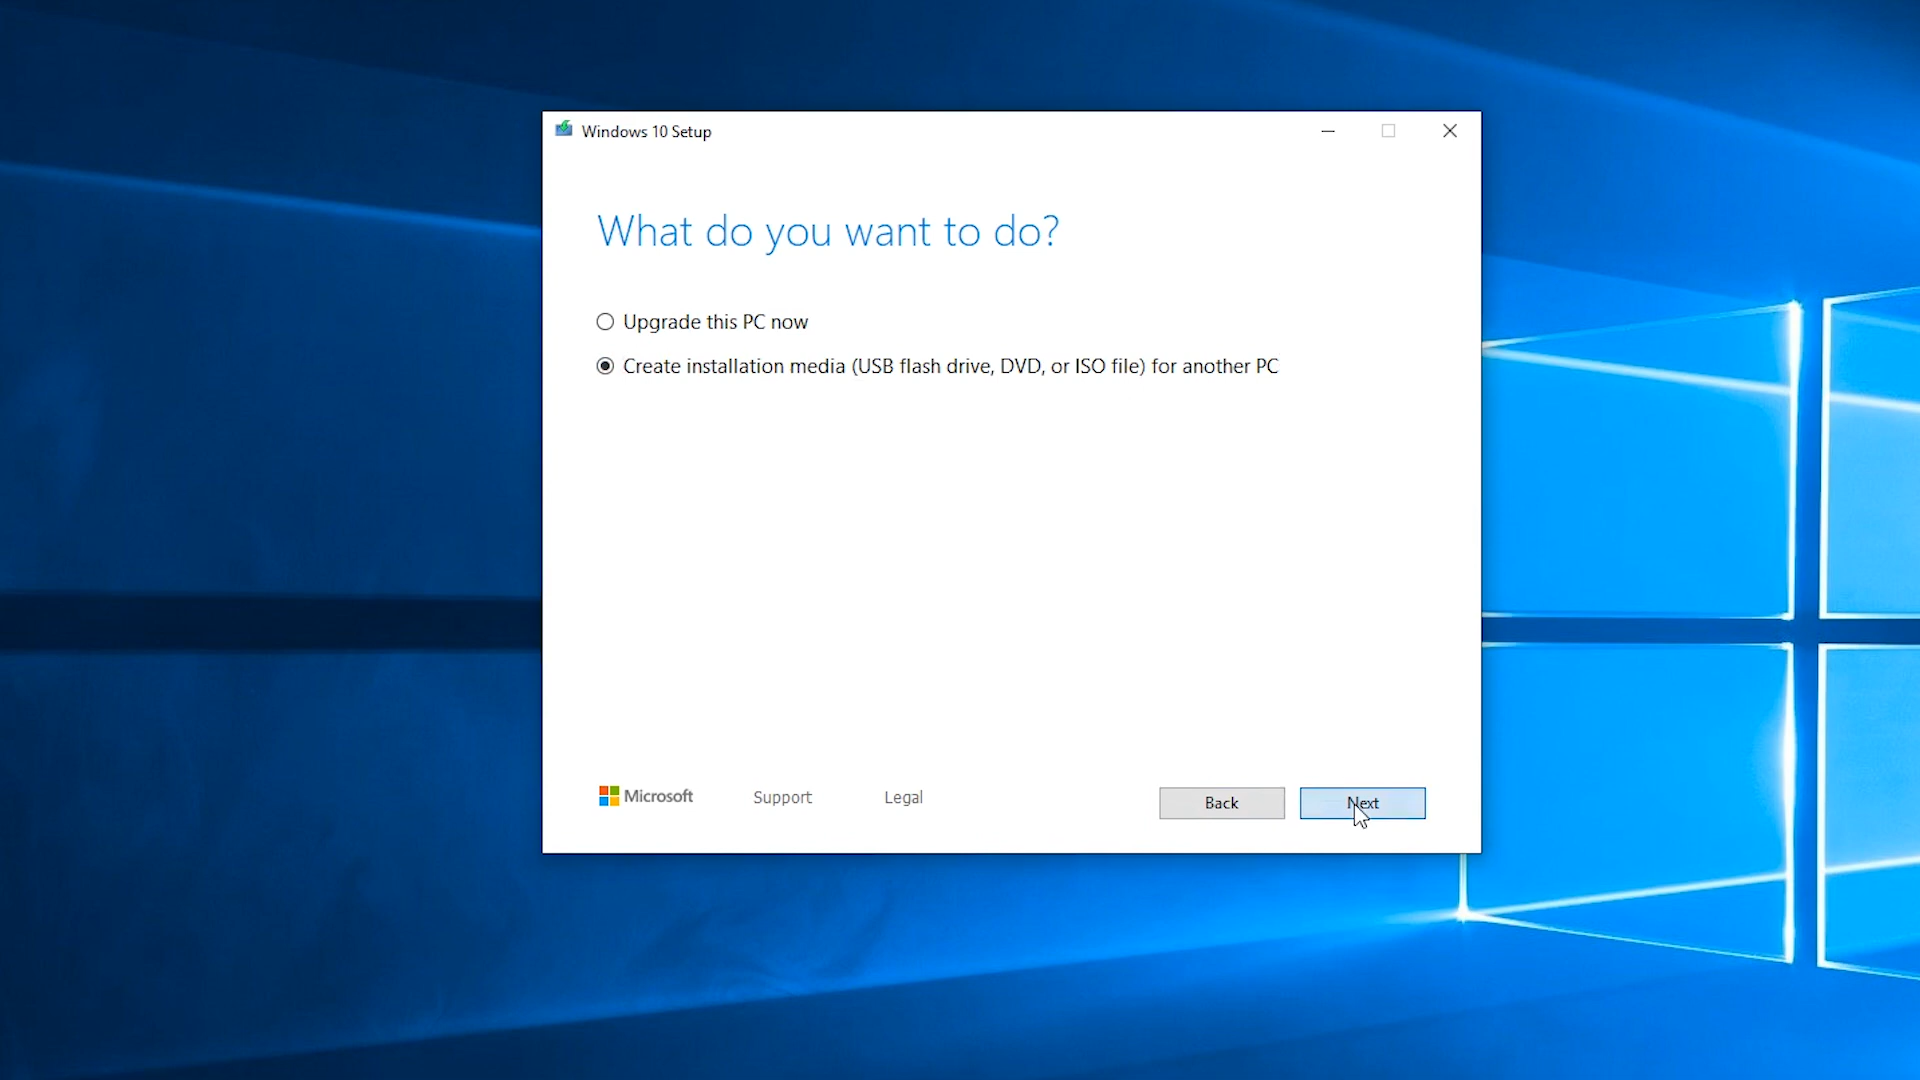 Windows 10 Setup
What do you want to do?
Upgrade this PC now
Create installation media (USB flash drive, DVD, or ISO file) for another PC
Microsoft Support Legal Back Next